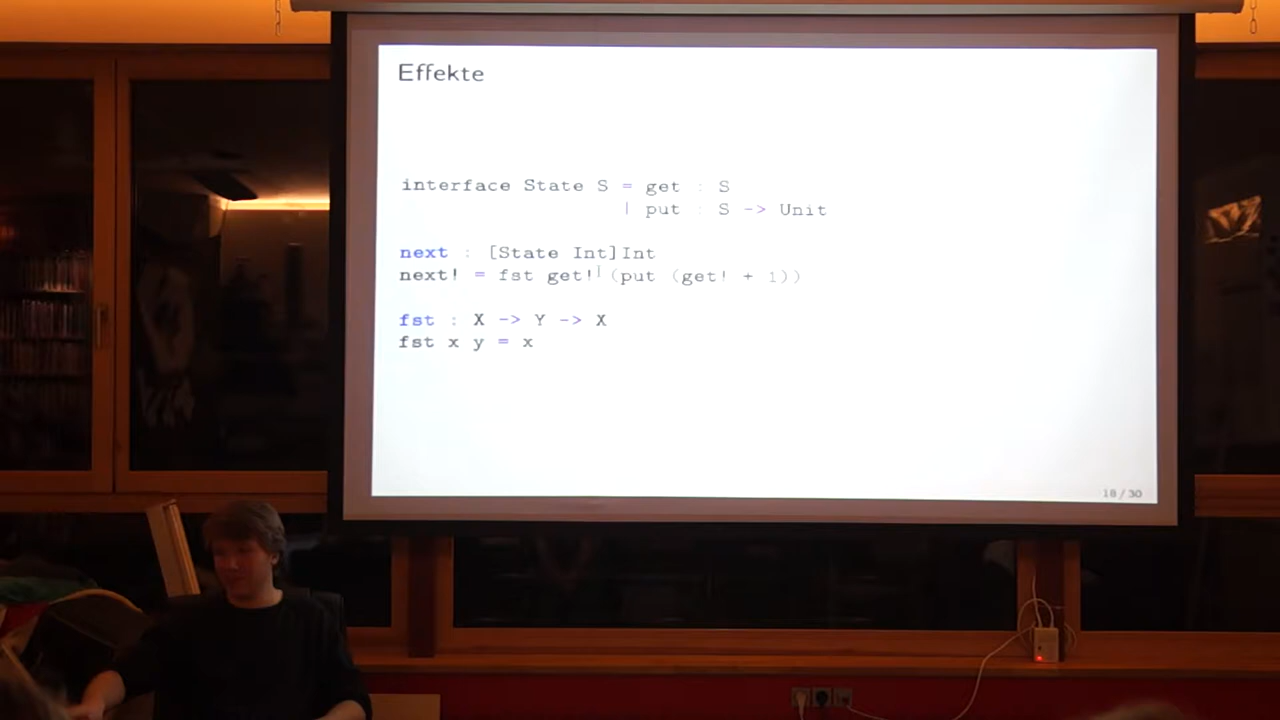 Effekte
interface State S = get : S
| put : S -> Unit
next : [State Int]Int
next! = fst get! (put (get! + 1))
fst : X -> Y -> X
fst x y = x
18 / 30